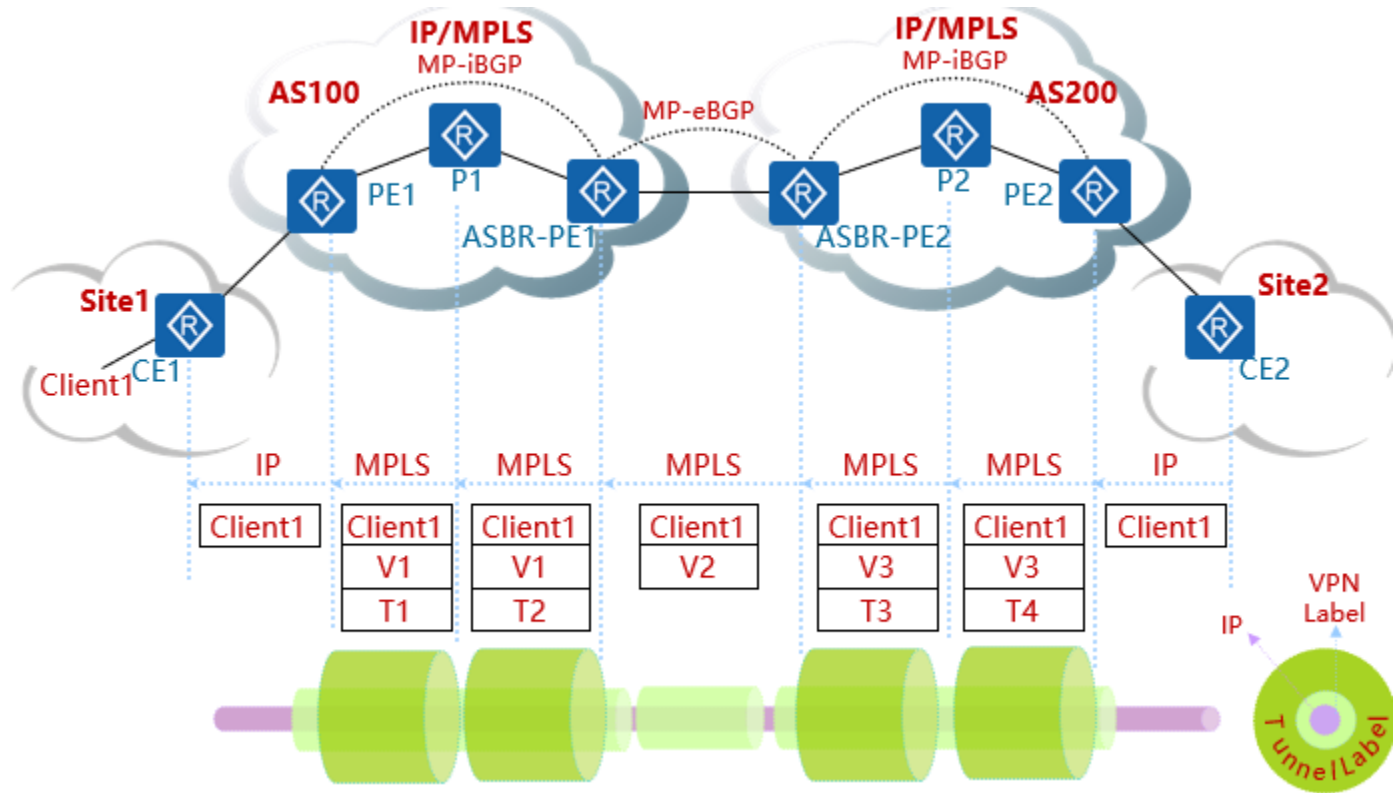 IP/MPLS
MP-iBGP
AS100
IP/MPLS
MP-iBGP
AS200
MP-eBGP
R
P1
R
PE1
R
ASBR-PE1
R
ASBR-PE2
R
P2
R
PE2
Site1
R
CE1
Client1
Site2
R
CE2
IP
MPLS
MPLS
MPLS
MPLS
MPLS
IP
Client1
Client1
Client1
Client1
Client1
Client1
Client1
V1
V1
V2
V3
V3
T1
T2
T3
T4
VPN
Label
IP
Tunnel Label